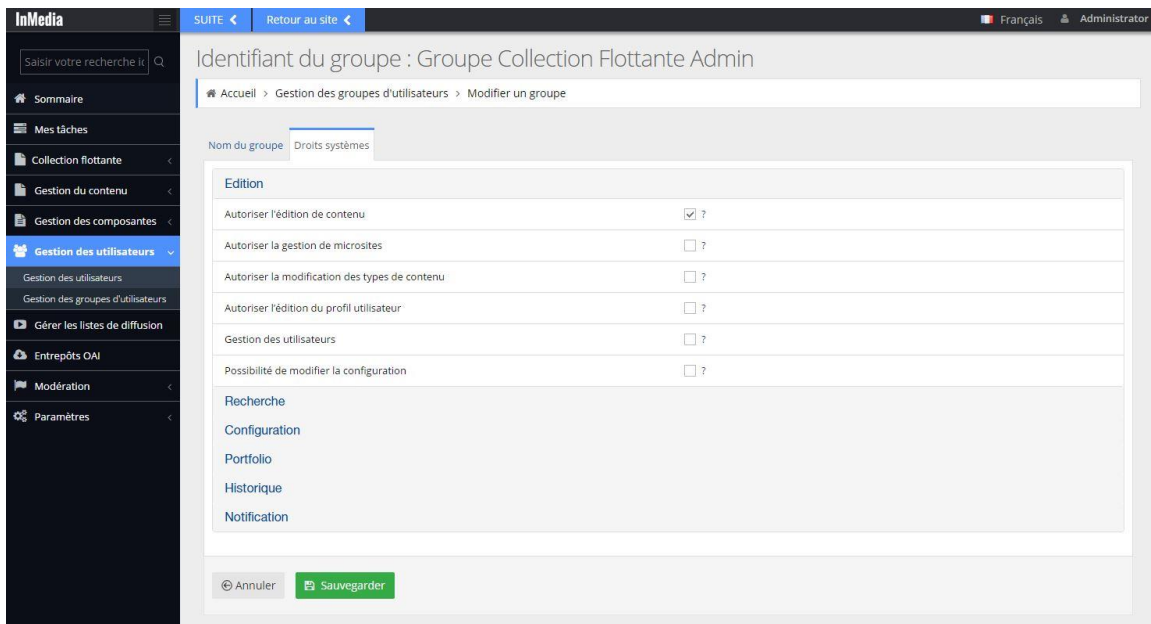 InMedia
SUITE
Retour au site
Français
Administrator
Saisir votre recherche ic
Sommaire
Mes tâches
Collection flottante
Gestion du contenu
Gestion des composantes
Gestion des utilisateurs
Gestion des utilisateurs
Gestion des groupes d'utilisateurs
Gérer les listes de diffusion
Entrepôts OAI
Modération
Paramètres
Identifiant du groupe : Groupe Collection Flottante Admin
Accueil > Gestion des groupes d'utilisateurs > Modifier un groupe
Nom du groupe Droits systèmes
Edition
Autoriser l'édition de contenu ?
Autoriser la gestion de microsites ?
Autoriser la modification des types de contenu ?
Autoriser l'édition du profil utilisateur ?
Gestion des utilisateurs ?
Possibilité de modifier la configuration ?
Recherche
Configuration
Portfolio
Historique
Notification
Annuler Sauvegarder